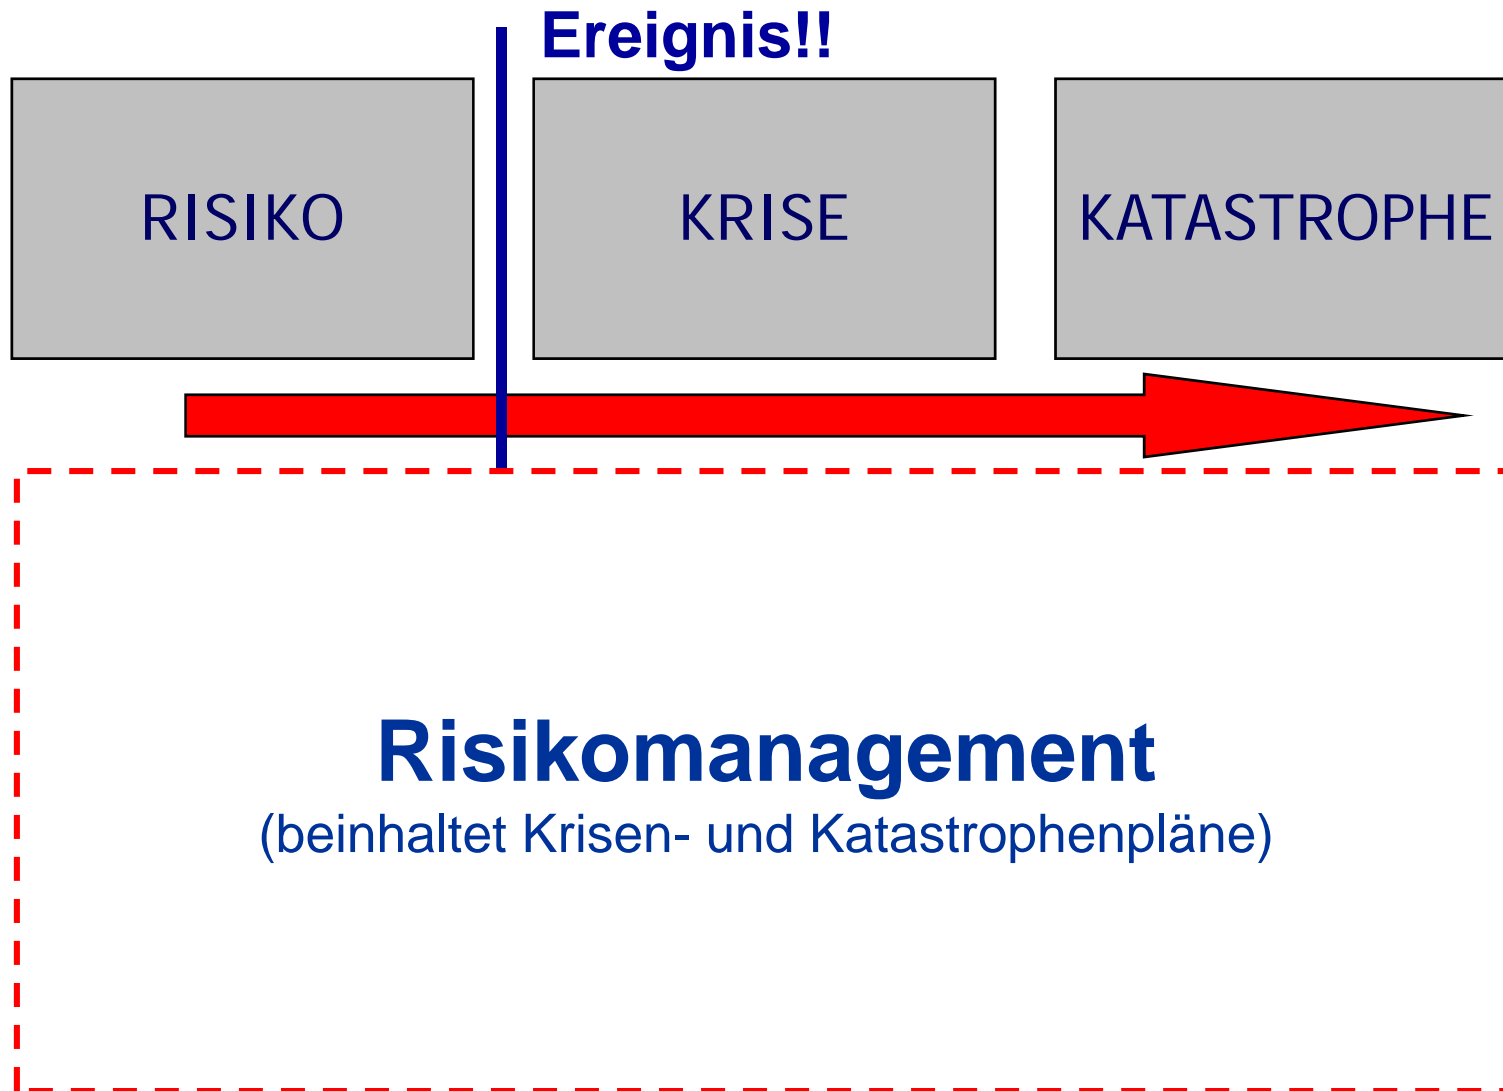 Ereignis!!
RISIKO
KRISE
KATASTROPHE
Risikomanagement
(beinhaltet Krisen- und Katastrophenpläne)